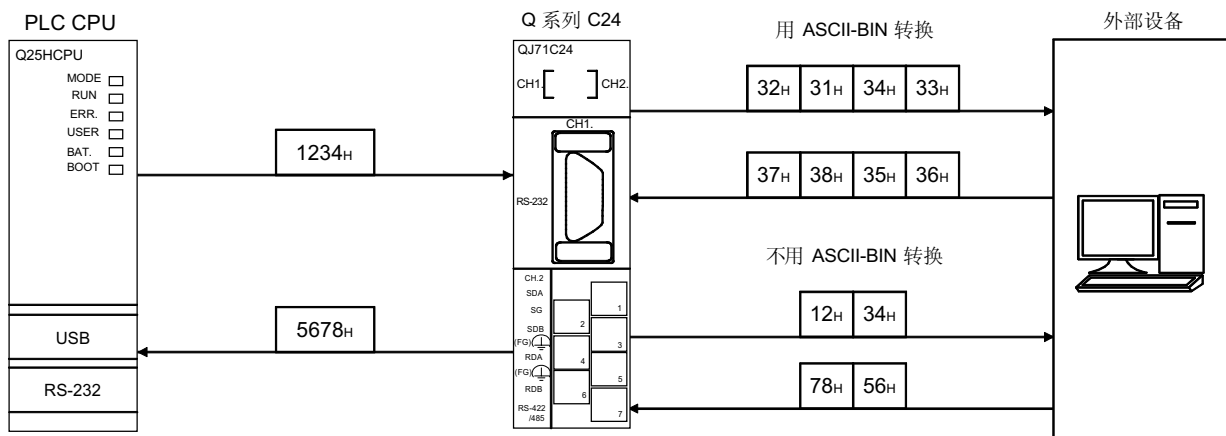 PLC CPU
Q25HCPU
MODE
RUN
ERR.
USER
BAT.
BOOT
USB
RS-232
1234H
5678H
Q 系列 C24
QJ71C24
CH1.
CH2.
CH1.
RS-232
CH.2
SDA
SG
SDB
(FG)
RDA
(FG)
RDB
RS-422
/485
1
2
3
4
5
6
7
用 ASCII-BIN 转换
32H 31H 34H 33H
37H 38H 35H 36H
不用 ASCII-BIN 转换
12H 34H
78H 56H
外部设备